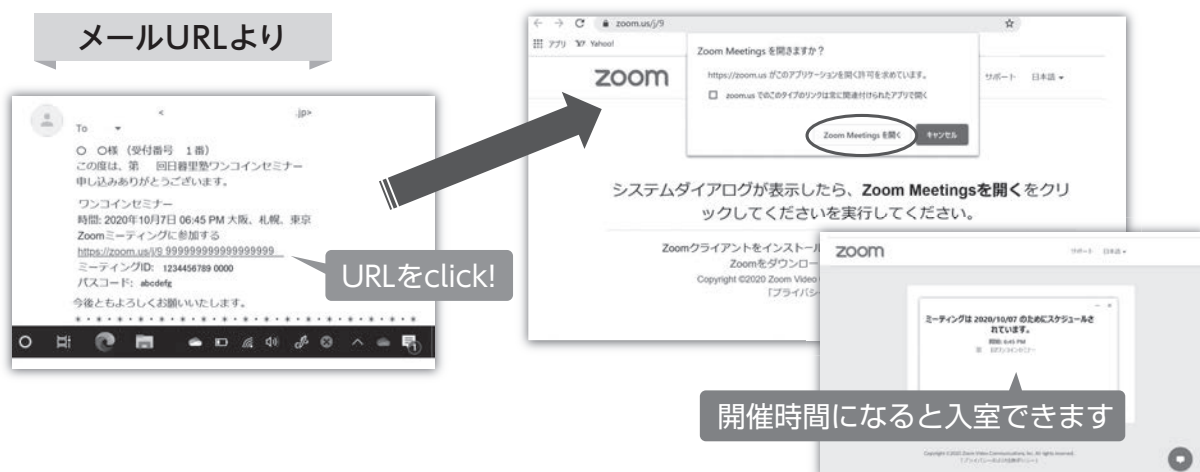 メールURLより
< .jp>
To
○ ○様（受付番号 1番）
この度は、第 回日暮里塾ワンコインセミナー
申し込みありがとうございます。
ワンコインセミナー
時間: 2020年10月7日 06:45 PM 大阪、札幌、東京
Zoomミーティングに参加する
https://zoom.us/j/9 999999999999999999
ミーティングID: 1234456789 0000
パスコード: abcdefg
今後ともよろしくお願いいたします。
URLをclick!
zoom.us/j/9
アプリ Yahoo!
Zoom Meetings を開きますか？
https://zoom.us がこのアプリケーションを開く許可を求めています。
zoom.us でのこのタイプのリンクは常に関連付けられたアプリで開く
Zoom Meetings を開く キャンセル
zoom サポート 日本語
システムダイアログが表示したら、Zoom Meetingsを開くをクリ
ックしてくださいを実行してください。
Zoomクライアントをインストール
Zoomをダウンロー
Copyright ©2020 Zoom Video
「プライバシ
zoom サポート 日本語
ミーティングは 2020/10/07 のためにスケジュールさ
れています。
時間: 6:45 PM
開催時間になると入室できます
Copyright ©2020 Zoom Video Communications, Inc. All rights reserved.